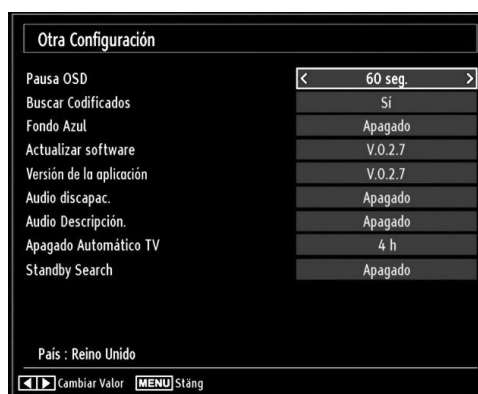 Otra Configuración
Pausa OSD < 60 seg. >
Buscar Codificados Sí
Fondo Azul Apagado
Actualizar software V.0.2.7
Versión de la aplicación V.0.2.7
Audio discapac. Apagado
Audio Descripción. Apagado
Apagado Automático TV 4 h
Standby Search Apagado
País : Reino Unido
◀ ▶ Cambiar Valor MENU Stäng